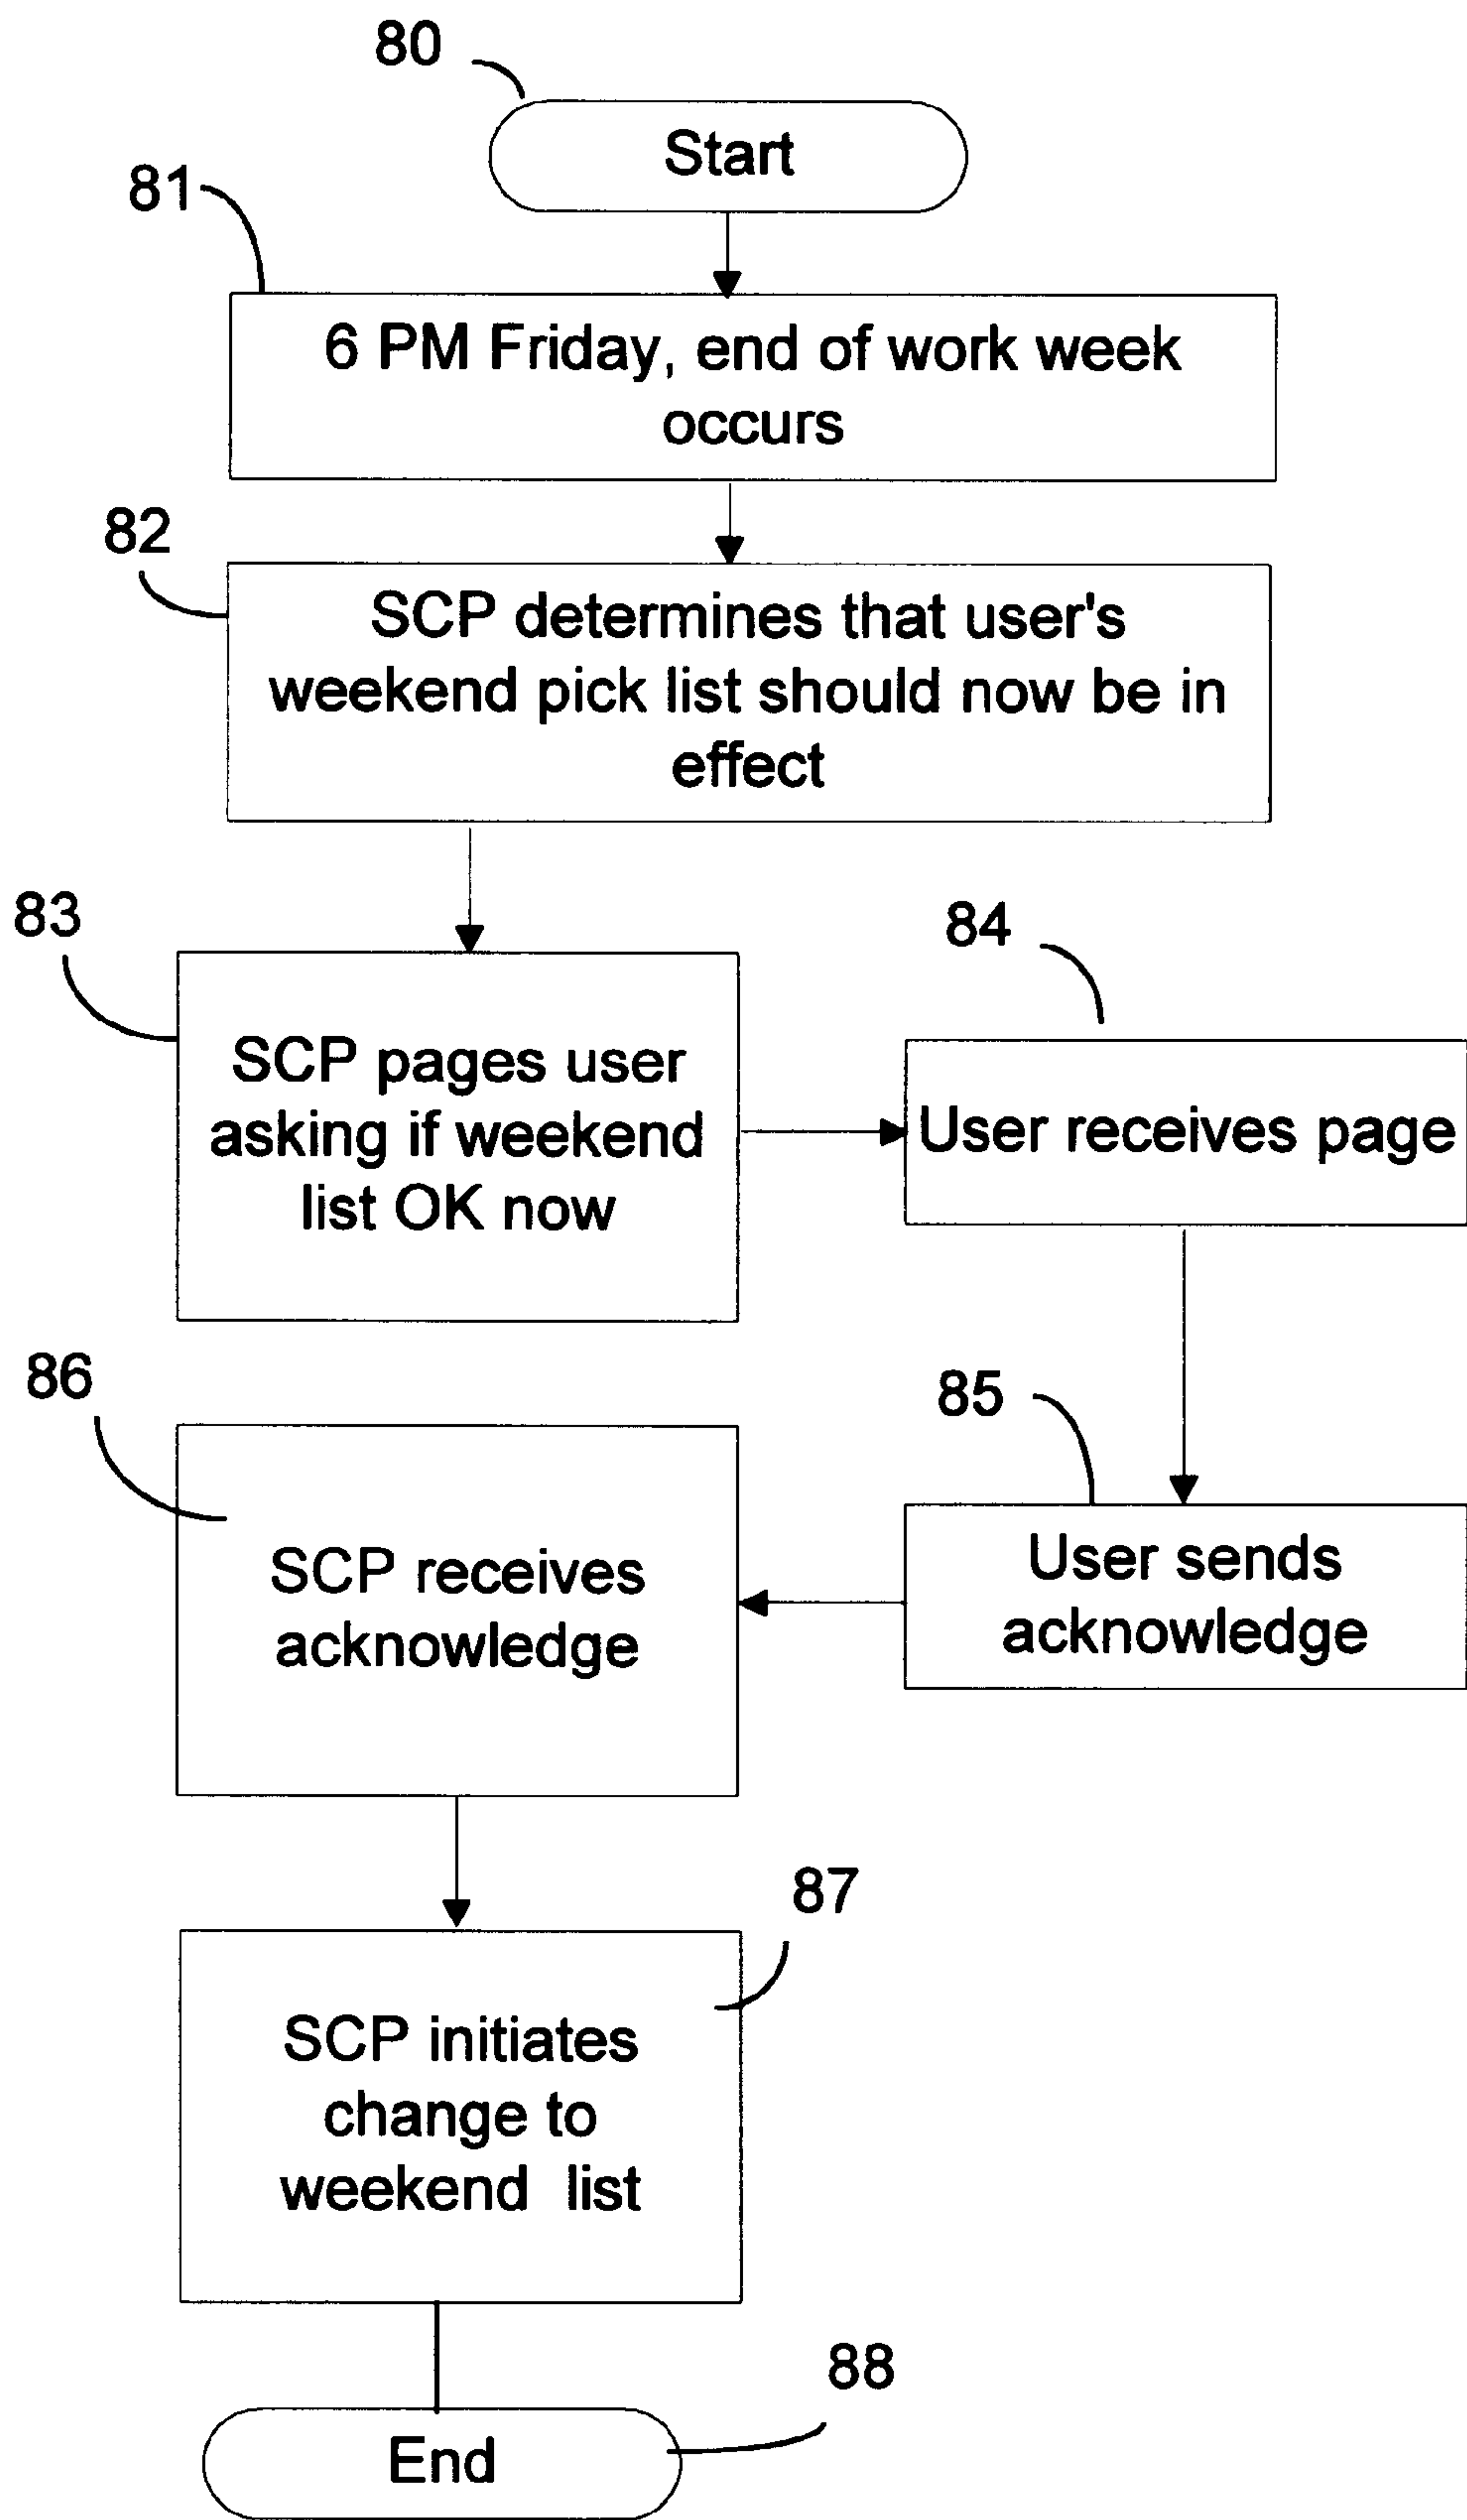 80
Start
81
6 PM Friday, end of work week
occurs
82
SCP determines that user's
weekend pick list should now be in
effect
83
SCP pages user
asking if weekend
list OK now
84
User receives page
85
User sends
acknowledge
86
SCP receives
acknowledge
87
SCP initiates
change to
weekend list
88
End